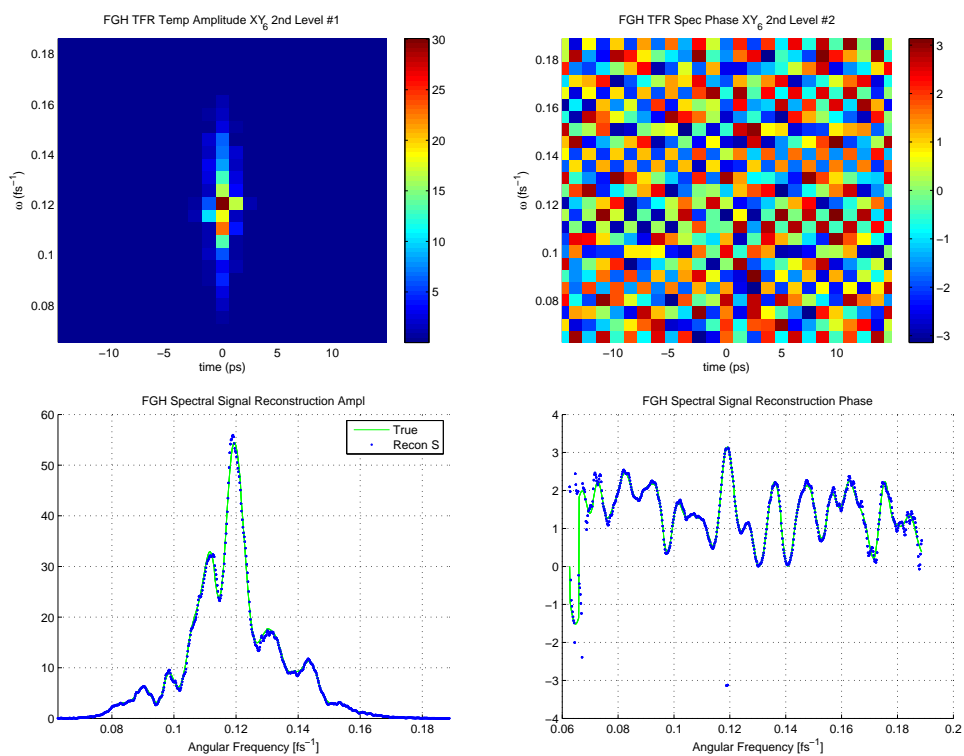 FGH TFR Temp Amplitude XY6 2nd Level #1
0.18
0.16
0.14
0.12
0.1
0.08
ω (fs⁻¹)
−10 −5 0 5 10
time (ps)
30
25
20
15
10
5
FGH TFR Spec Phase XY6 2nd Level #2
0.18
0.16
0.14
0.12
0.1
0.08
ω (fs⁻¹)
−10 −5 0 5 10
time (ps)
3
2
1
0
−1
−2
−3
FGH Spectral Signal Reconstruction Ampl
60
50
40
30
20
10
0
True
Recon S
0.06 0.08 0.1 0.12 0.14 0.16 0.18
Angular Frequency [fs⁻¹]
FGH Spectral Signal Reconstruction Phase
4
3
2
1
0
−1
−2
−3
−4
0.06 0.08 0.1 0.12 0.14 0.16 0.18 0.2
Angular Frequency [fs⁻¹]